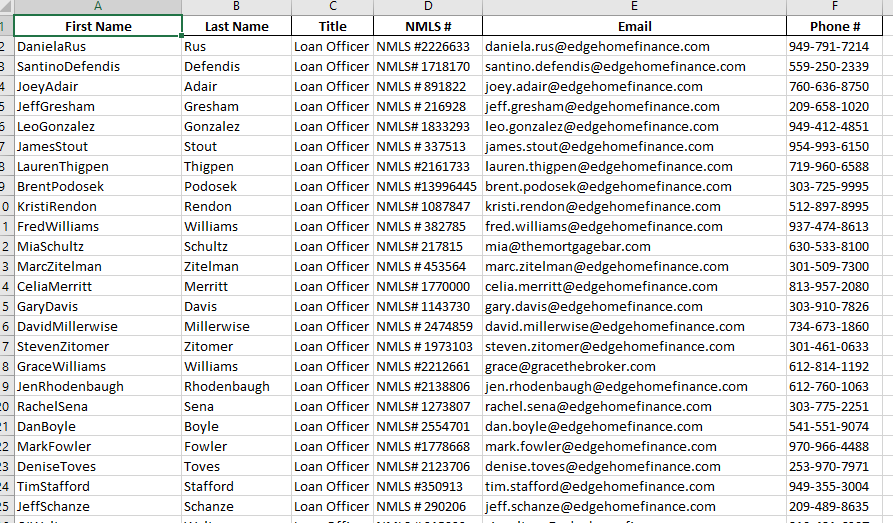 A B C D E F
1 First Name Last Name Title NMLS # Email Phone #
2 DanielaRus Rus Loan Officer NMLS #2226633 daniela.rus@edgehomefinance.com 949-791-7214
3 SantinoDefendis Defendis Loan Officer NMLS# 1718170 santino.defendis@edgehomefinance.com 559-250-2339
4 JoeyAdair Adair Loan Officer NMLS # 891822 joey.adair@edgehomefinance.com 760-636-8750
5 JeffGresham Gresham Loan Officer NMLS # 216928 jeff.gresham@edgehomefinance.com 209-658-1020
6 LeoGonzalez Gonzalez Loan Officer NMLS# 1833293 leo.gonzalez@edgehomefinance.com 949-412-4851
7 JamesStout Stout Loan Officer NMLS # 337513 james.stout@edgehomefinance.com 954-993-6150
8 LaurenThigpen Thigpen Loan Officer NMLS #2161733 lauren.thigpen@edgehomefinance.com 719-960-6588
9 BrentPodosek Podosek Loan Officer NMLS #13996445 brent.podosek@edgehomefinance.com 303-725-9995
0 KristiRendon Rendon Loan Officer NMLS# 1087847 kristi.rendon@edgehomefinance.com 512-897-8995
1 FredWilliams Williams Loan Officer NMLS # 382785 fred.williams@edgehomefinance.com 937-474-8613
2 MiaSchultz Schultz Loan Officer NMLS# 217815 mia@themortgagebar.com 630-533-8100
3 MarcZitelman Zitelman Loan Officer NMLS # 453564 marc.zitelman@edgehomefinance.com 301-509-7300
4 CeliaMerritt Merritt Loan Officer NMLS# 1770000 celia.merritt@edgehomefinance.com 813-957-2080
5 GaryDavis Davis Loan Officer NMLS# 1143730 gary.davis@edgehomefinance.com 303-910-7826
6 DavidMillerwise Millerwise Loan Officer NMLS # 2474859 david.millerwise@edgehomefinance.com 734-673-1860
7 StevenZitomer Zitomer Loan Officer NMLS # 1973103 steven.zitomer@edgehomefinance.com 301-461-0633
8 GraceWilliams Williams Loan Officer NMLS #2212661 grace@gracethebroker.com 612-814-1192
9 JenRhodenbaugh Rhodenbaugh Loan Officer NMLS #2138806 jen.rhodenbaugh@edgehomefinance.com 612-760-1063
20 RachelSena Sena Loan Officer NMLS# 1273807 rachel.sena@edgehomefinance.com 303-775-2251
21 DanBoyle Boyle Loan Officer NMLS# 2554701 dan.boyle@edgehomefinance.com 541-551-9074
22 MarkFowler Fowler Loan Officer NMLS #1778668 mark.fowler@edgehomefinance.com 970-966-4488
23 DeniseToves Toves Loan Officer NMLS# 2123706 denise.toves@edgehomefinance.com 253-970-7971
24 TimStafford Stafford Loan Officer NMLS #350913 tim.stafford@edgehomefinance.com 949-355-3004
25 JeffSchanze Schanze Loan Officer NMLS # 290206 jeff.schanze@edgehomefinance.com 209-489-8635